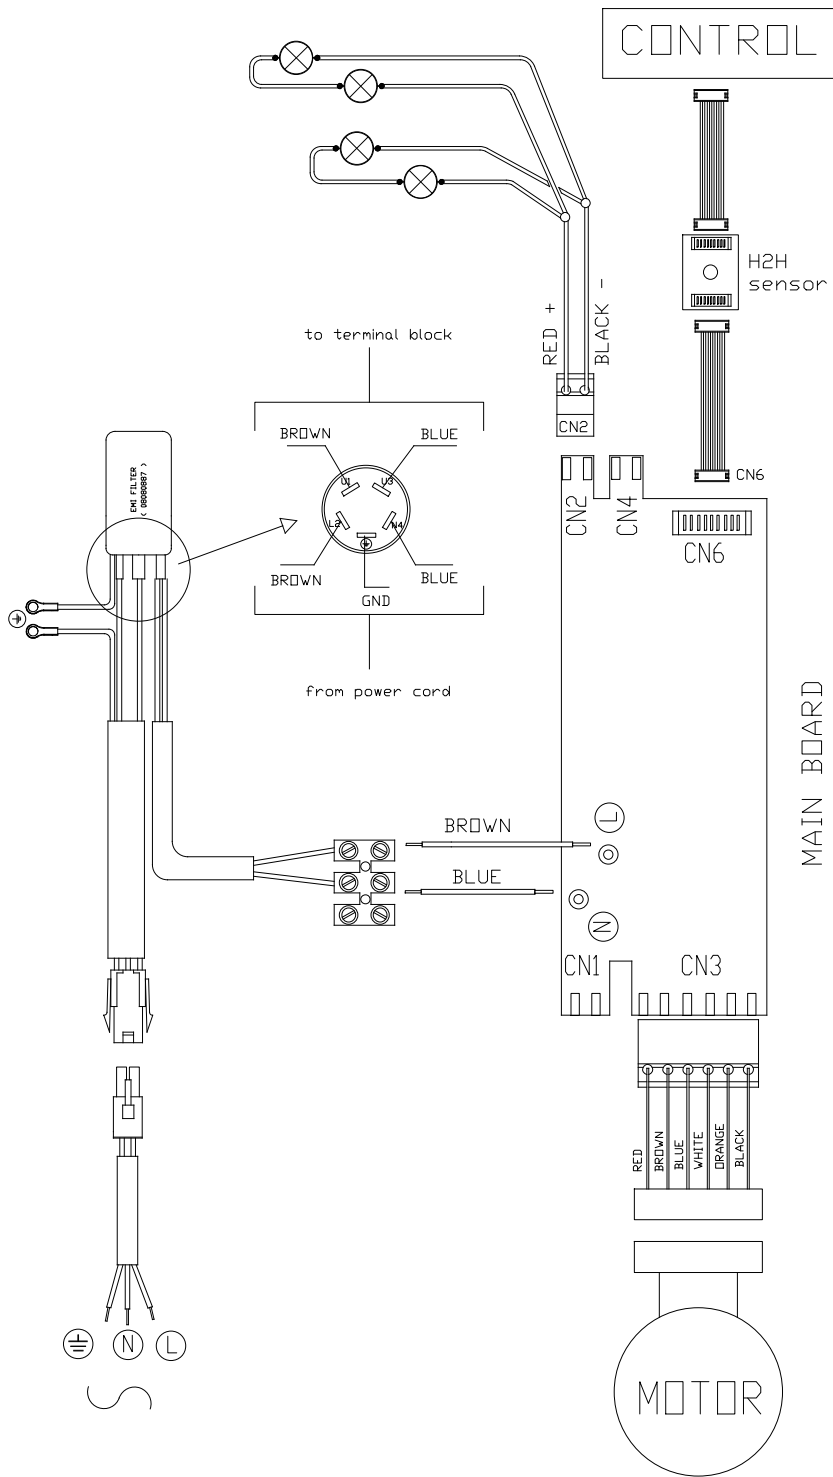 CONTROL
H2H
sensor
RED +
BLACK -
to terminal block
BROWN
BLUE
U1
U3
L2
N4
BROWN
BLUE
GND
from power cord
EMI FILTER
( 08080887 )
CN2
CN6
CN2
CN4
CN6
MAIN BOARD
BROWN
L
BLUE
N
CN1
CN3
RED
BROWN
BLUE
WHITE
ORANGE
BLACK
N
L
MOTOR